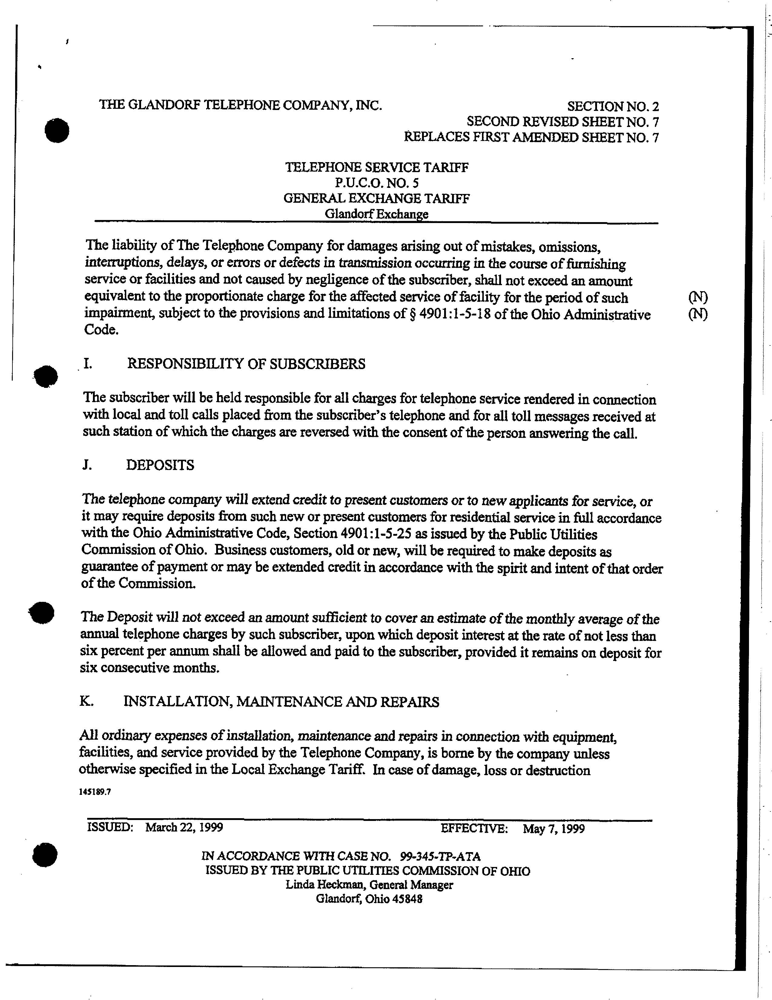 THE GLANDORF TELEPHONE COMPANY, INC.
SECTION NO. 2
SECOND REVISED SHEET NO. 7
REPLACES FIRST AMENDED SHEET NO. 7
TELEPHONE SERVICE TARIFF
P.U.C.O. NO. 5
GENERAL EXCHANGE TARIFF
Glandorf Exchange
The liability of The Telephone Company for damages arising out of mistakes, omissions,
interruptions, delays, or errors or defects in transmission occurring in the course of furnishing
service or facilities and not caused by negligence of the subscriber, shall not exceed an amount
equivalent to the proportionate charge for the affected service of facility for the period of such (N)
impairment, subject to the provisions and limitations of § 4901:1-5-18 of the Ohio Administrative (N)
Code.
I. RESPONSIBILITY OF SUBSCRIBERS
The subscriber will be held responsible for all charges for telephone service rendered in connection
with local and toll calls placed from the subscriber's telephone and for all toll messages received at
such station of which the charges are reversed with the consent of the person answering the call.
J. DEPOSITS
The telephone company will extend credit to present customers or to new applicants for service, or
it may require deposits from such new or present customers for residential service in full accordance
with the Ohio Administrative Code, Section 4901:1-5-25 as issued by the Public Utilities
Commission of Ohio. Business customers, old or new, will be required to make deposits as
guarantee of payment or may be extended credit in accordance with the spirit and intent of that order
of the Commission.
The Deposit will not exceed an amount sufficient to cover an estimate of the monthly average of the
annual telephone charges by such subscriber, upon which deposit interest at the rate of not less than
six percent per annum shall be allowed and paid to the subscriber, provided it remains on deposit for
six consecutive months.
K. INSTALLATION, MAINTENANCE AND REPAIRS
All ordinary expenses of installation, maintenance and repairs in connection with equipment,
facilities, and service provided by the Telephone Company, is borne by the company unless
otherwise specified in the Local Exchange Tariff. In case of damage, loss or destruction
145189.7
ISSUED: March 22, 1999 EFFECTIVE: May 7, 1999
IN ACCORDANCE WITH CASE NO. 99-345-TP-ATA
ISSUED BY THE PUBLIC UTILITIES COMMISSION OF OHIO
Linda Heckman, General Manager
Glandorf, Ohio 45848